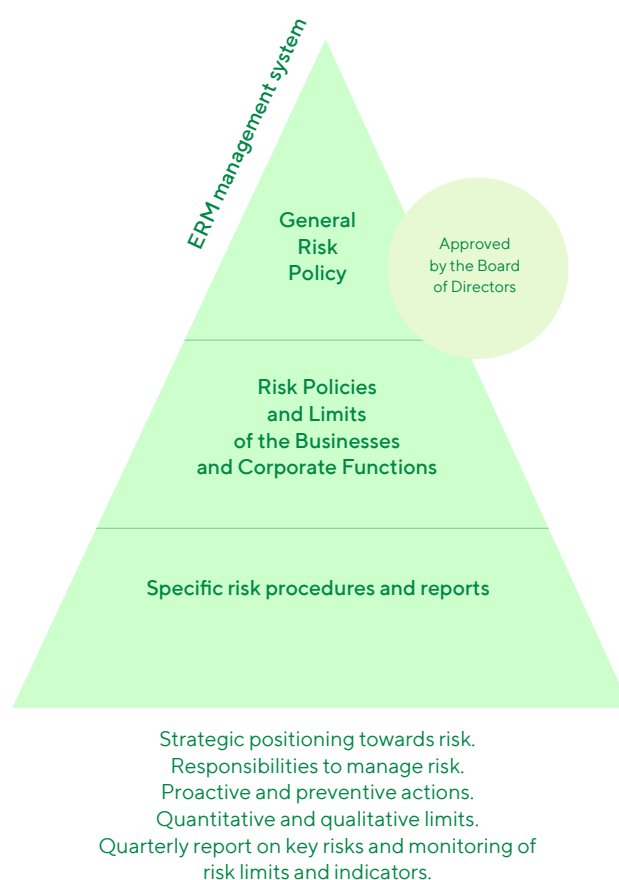 ERM management system
General
Risk
Policy
Approved
by the Board
of Directors
Risk Policies
and Limits
of the Businesses
and Corporate Functions
Specific risk procedures and reports
Strategic positioning towards risk.
Responsibilities to manage risk.
Proactive and preventive actions.
Quantitative and qualitative limits.
Quarterly report on key risks and monitoring of
risk limits and indicators.